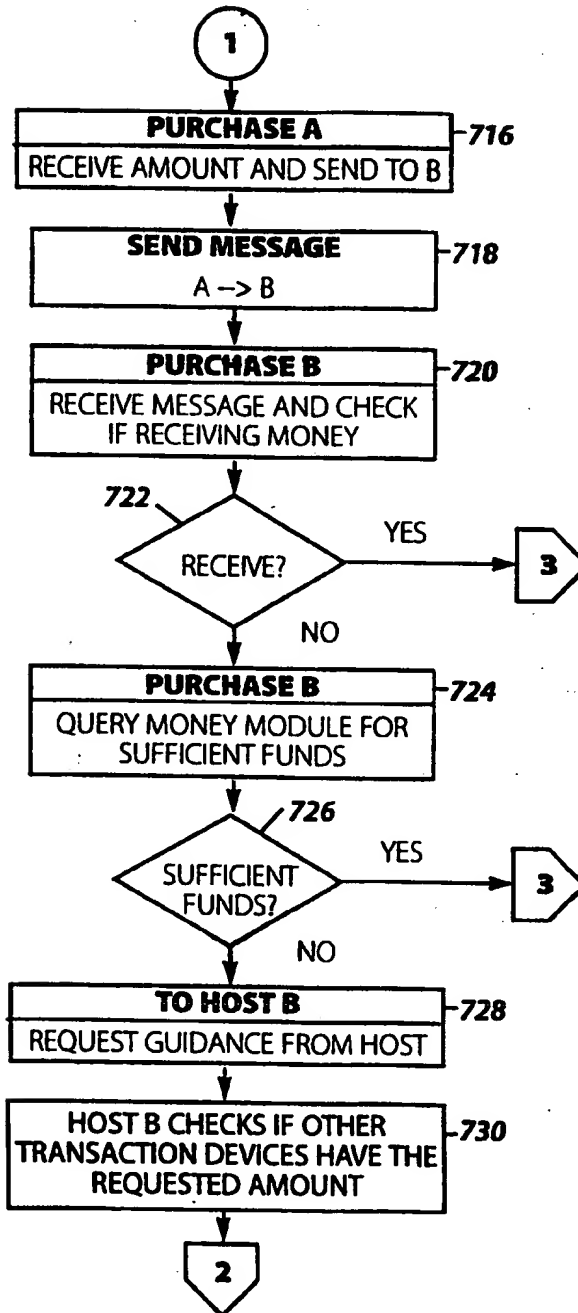 1
PURCHASE A
716
RECEIVE AMOUNT AND SEND TO B
SEND MESSAGE
718
A --> B
PURCHASE B
720
RECEIVE MESSAGE AND CHECK
IF RECEIVING MONEY
722
RECEIVE?
YES
3
NO
PURCHASE B
724
QUERY MONEY MODULE FOR
SUFFICIENT FUNDS
726
SUFFICIENT
FUNDS?
YES
3
NO
TO HOST B
728
REQUEST GUIDANCE FROM HOST
HOST B CHECKS IF OTHER
TRANSACTION DEVICES HAVE THE
REQUESTED AMOUNT
730
2